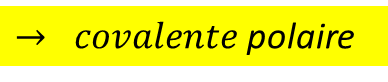 → covalente polaire